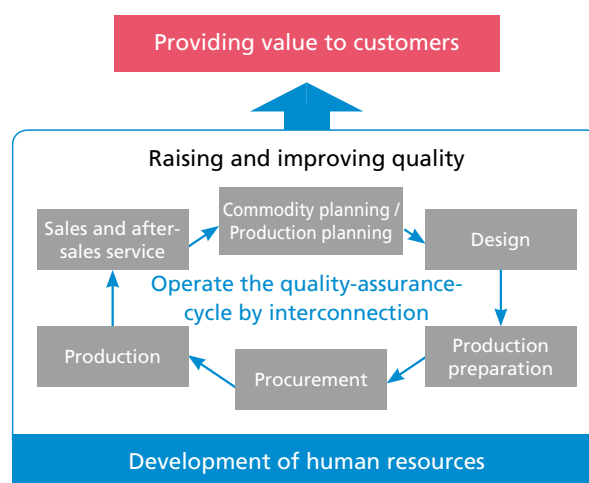 Providing value to customers
Raising and improving quality
Commodity planning /
Production planning
Sales and after-
sales service
Design
Operate the quality-assurance-
cycle by interconnection
Production
Procurement
Production
preparation
Development of human resources